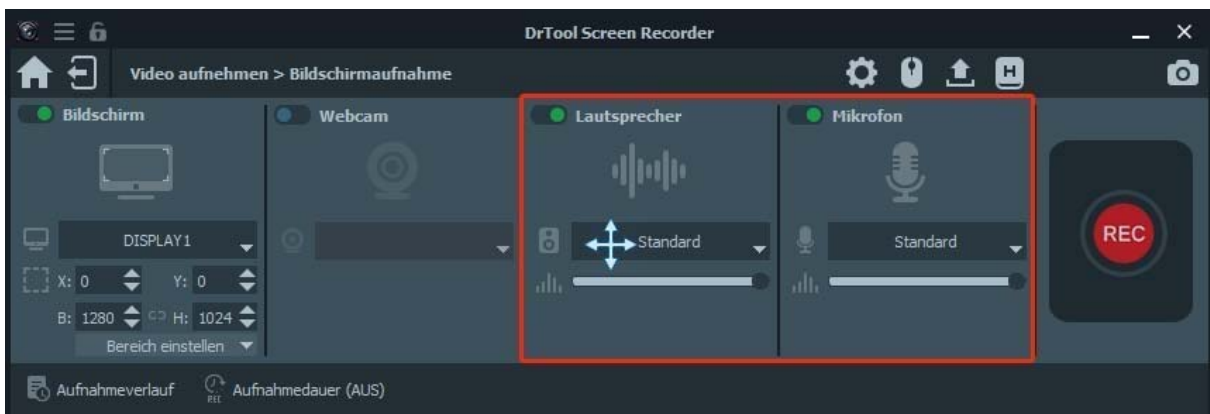 DrTool Screen Recorder
Video aufnehmen > Bildschirmaufnahme
H
Bildschirm
Webcam
Lautsprecher
Mikrofon
DISPLAY1
Standard
Standard
REC
X: 0 Y: 0
B: 1280 H: 1024
Bereich einstellen
Aufnahmeverlauf
REC
Aufnahmedauer (AUS)